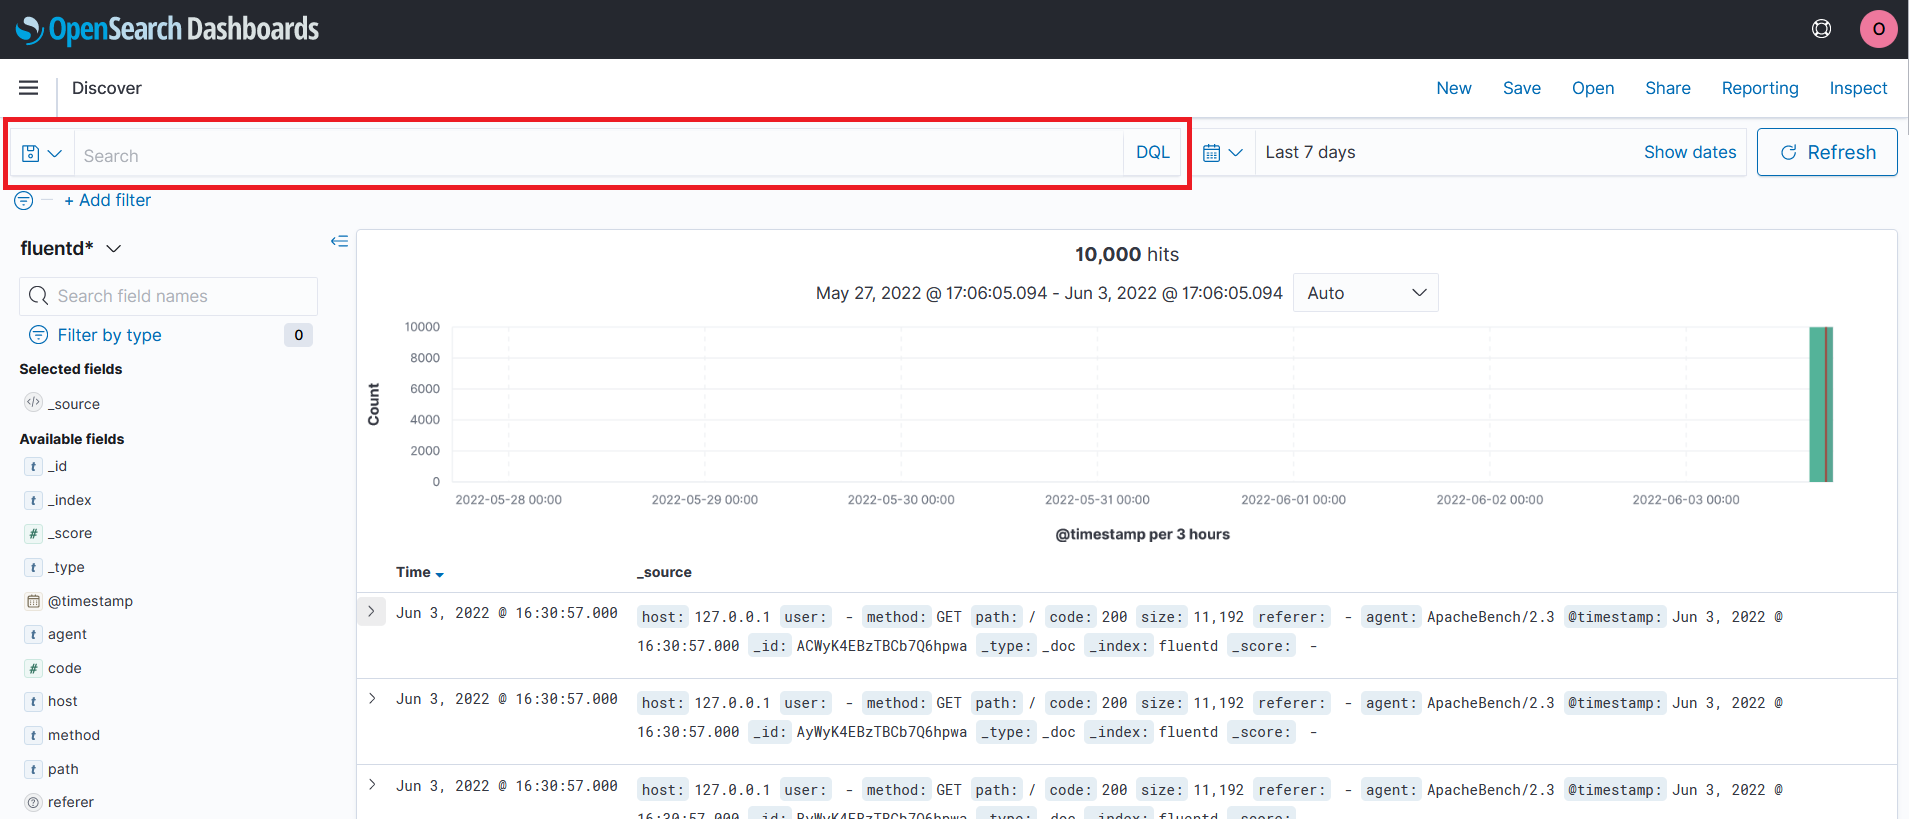 OpenSearch Dashboards
O
Discover
New Save Open Share Reporting Inspect
Search
DQL
Last 7 days
Show dates
Refresh
+ Add filter
fluentd*
Search field names
Filter by type 0
Selected fields
_source
Available fields
_id
_index
_score
_type
@timestamp
agent
code
host
method
path
referer
10,000 hits
May 27, 2022 @ 17:06:05.094 - Jun 3, 2022 @ 17:06:05.094
Auto
Count
10000
8000
6000
4000
2000
0
2022-05-28 00:00 2022-05-29 00:00 2022-05-30 00:00 2022-05-31 00:00 2022-06-01 00:00 2022-06-02 00:00 2022-06-03 00:00
@timestamp per 3 hours
Time _source
Jun 3, 2022 @ 16:30:57.000 host: 127.0.0.1 user: - method: GET path: / code: 200 size: 11,192 referer: - agent: ApacheBench/2.3 @timestamp: Jun 3, 2022 @
16:30:57.000 _id: ACWyK4EBzTBCb7Q6hpwa _type: _doc _index: fluentd _score: -
Jun 3, 2022 @ 16:30:57.000 host: 127.0.0.1 user: - method: GET path: / code: 200 size: 11,192 referer: - agent: ApacheBench/2.3 @timestamp: Jun 3, 2022 @
16:30:57.000 _id: AyWyK4EBzTBCb7Q6hpwa _type: _doc _index: fluentd _score: -
Jun 3, 2022 @ 16:30:57.000 host: 127.0.0.1 user: - method: GET path: / code: 200 size: 11,192 referer: - agent: ApacheBench/2.3 @timestamp: Jun 3, 2022 @
16:30:57.000 _id: ByWyK4EBzTBCb7Q6hpwa _type: _doc _index: fluentd _score: